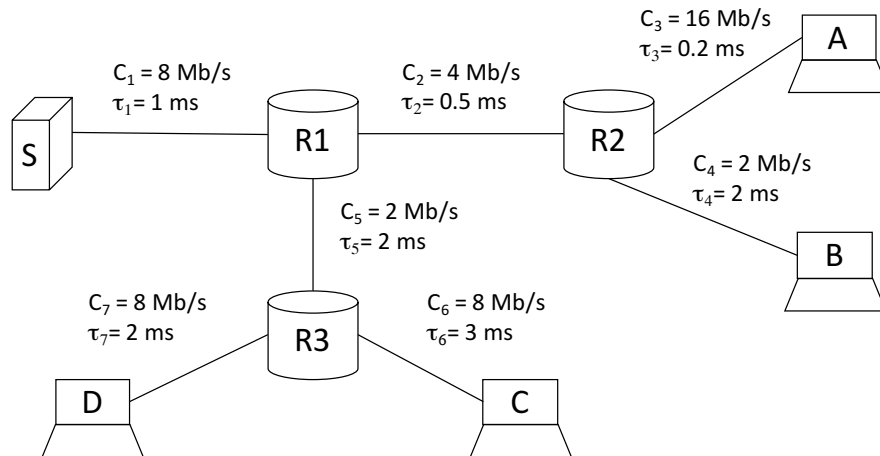 C₃ = 16 Mb/s
τ₃= 0.2 ms
A
C₁ = 8 Mb/s
τ₁= 1 ms
C₂ = 4 Mb/s
τ₂= 0.5 ms
S
R1
R2
C₄ = 2 Mb/s
τ₄= 2 ms
C₅ = 2 Mb/s
τ₅= 2 ms
B
C₇ = 8 Mb/s
τ₇= 2 ms
R3
C₆ = 8 Mb/s
τ₆= 3 ms
D
C